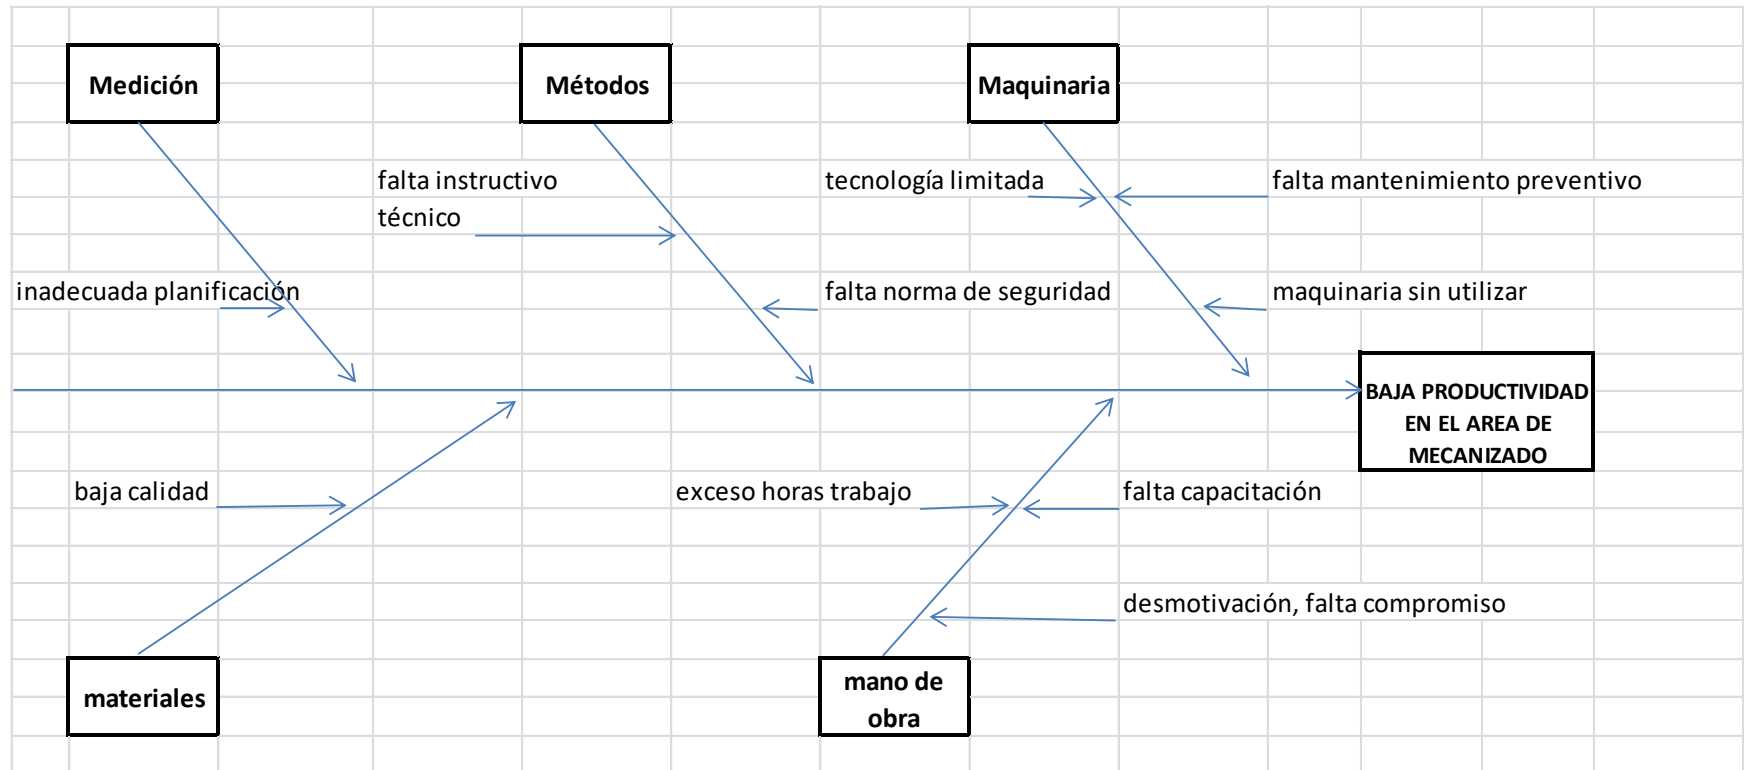 Medición
Métodos
Maquinaria
falta instructivo
técnico
tecnología limitada
falta mantenimiento preventivo
inadecuada planificación
falta norma de seguridad
maquinaria sin utilizar
BAJA PRODUCTIVIDAD
EN EL AREA DE
MECANIZADO
baja calidad
exceso horas trabajo
falta capacitación
desmotivación, falta compromiso
materiales
mano de
obra